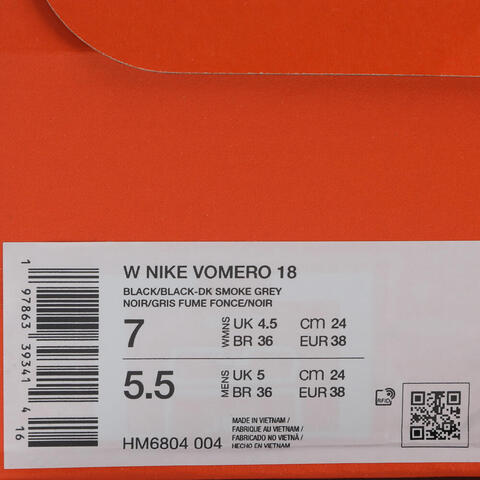 W NIKE VOMERO 18
BLACK/BLACK-DK SMOKE GREY
NOIR/GRIS FUME FONCE/NOIR
7 WMNS UK 4.5 cm 24
BR 36 EUR 38
5.5 MENS UK 5 cm 24
BR 36 EUR 38
HM6804 004
MADE IN VIETNAM /
FABRIQUE AU VIETNAM /
FABRICADO NO VIETNÃ /
HECHO EN VIETNAM
RFID
1 97863 39341 4 16